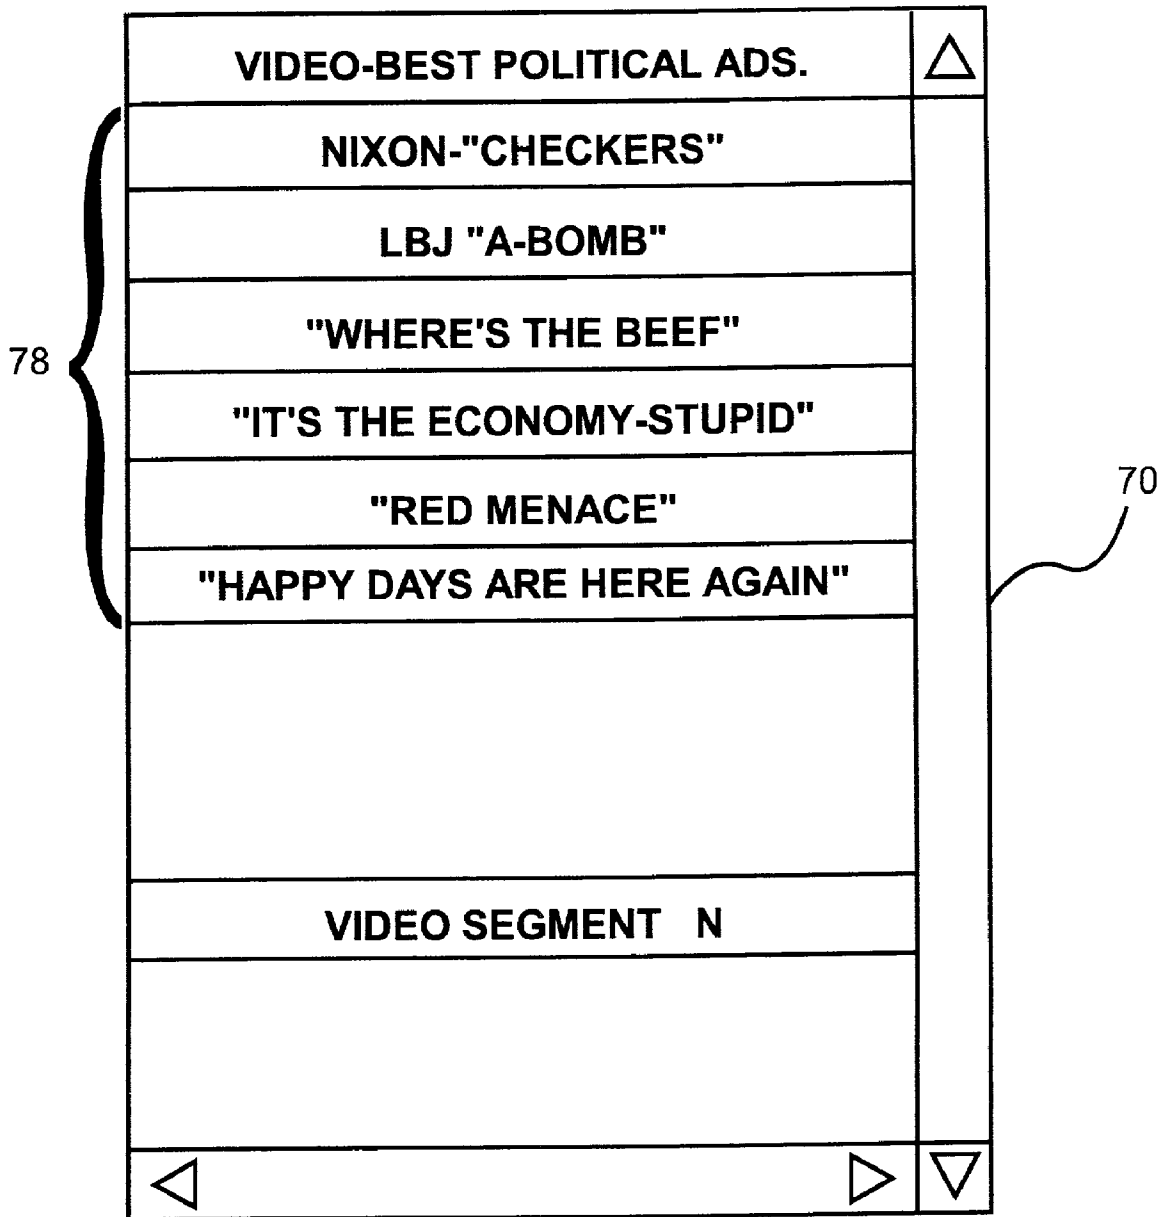 VIDEO-BEST POLITICAL ADS.
NIXON-"CHECKERS"
LBJ "A-BOMB"
"WHERE'S THE BEEF"
78
"IT'S THE ECONOMY-STUPID"
70
"RED MENACE"
"HAPPY DAYS ARE HERE AGAIN"
VIDEO SEGMENT N